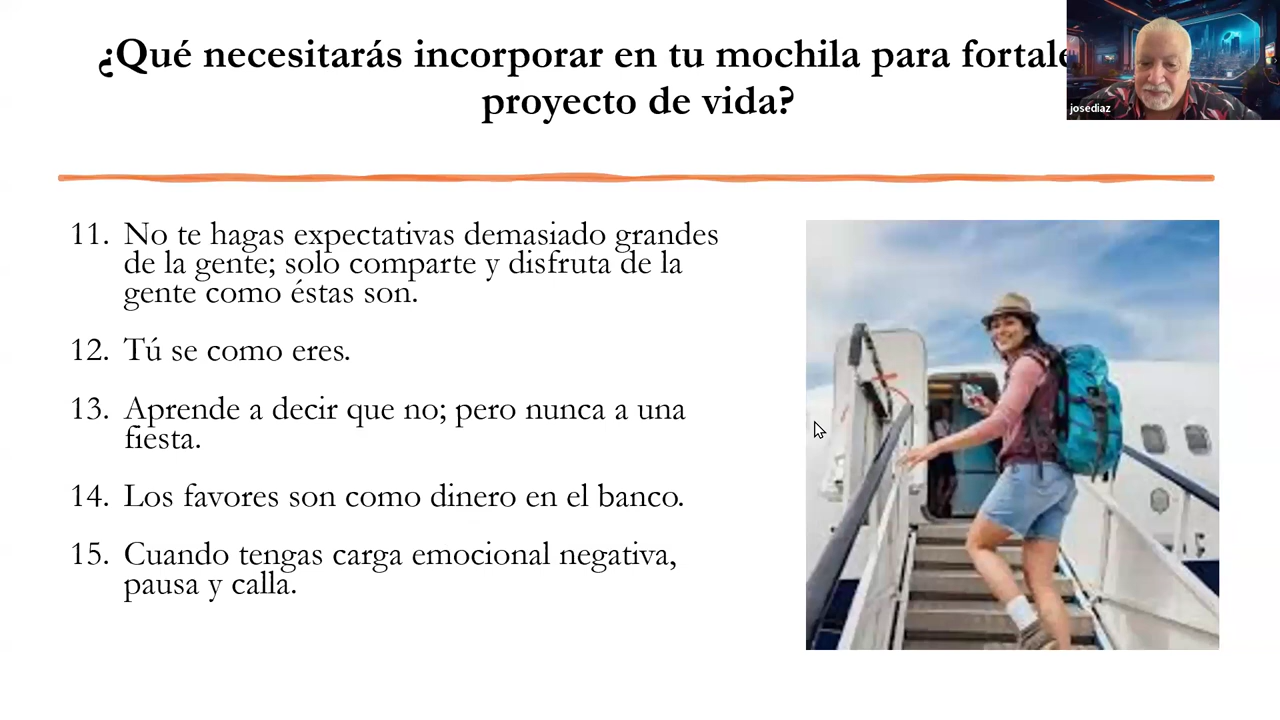 ¿Qué necesitarás incorporar en tu mochila para fortale
proyecto de vida?
josediaz
11. No te hagas expectativas demasiado grandes
de la gente; solo comparte y disfruta de la
gente como éstas son.
12. Tú se como eres.
13. Aprende a decir que no; pero nunca a una
fiesta.
14. Los favores son como dinero en el banco.
15. Cuando tengas carga emocional negativa,
pausa y calla.